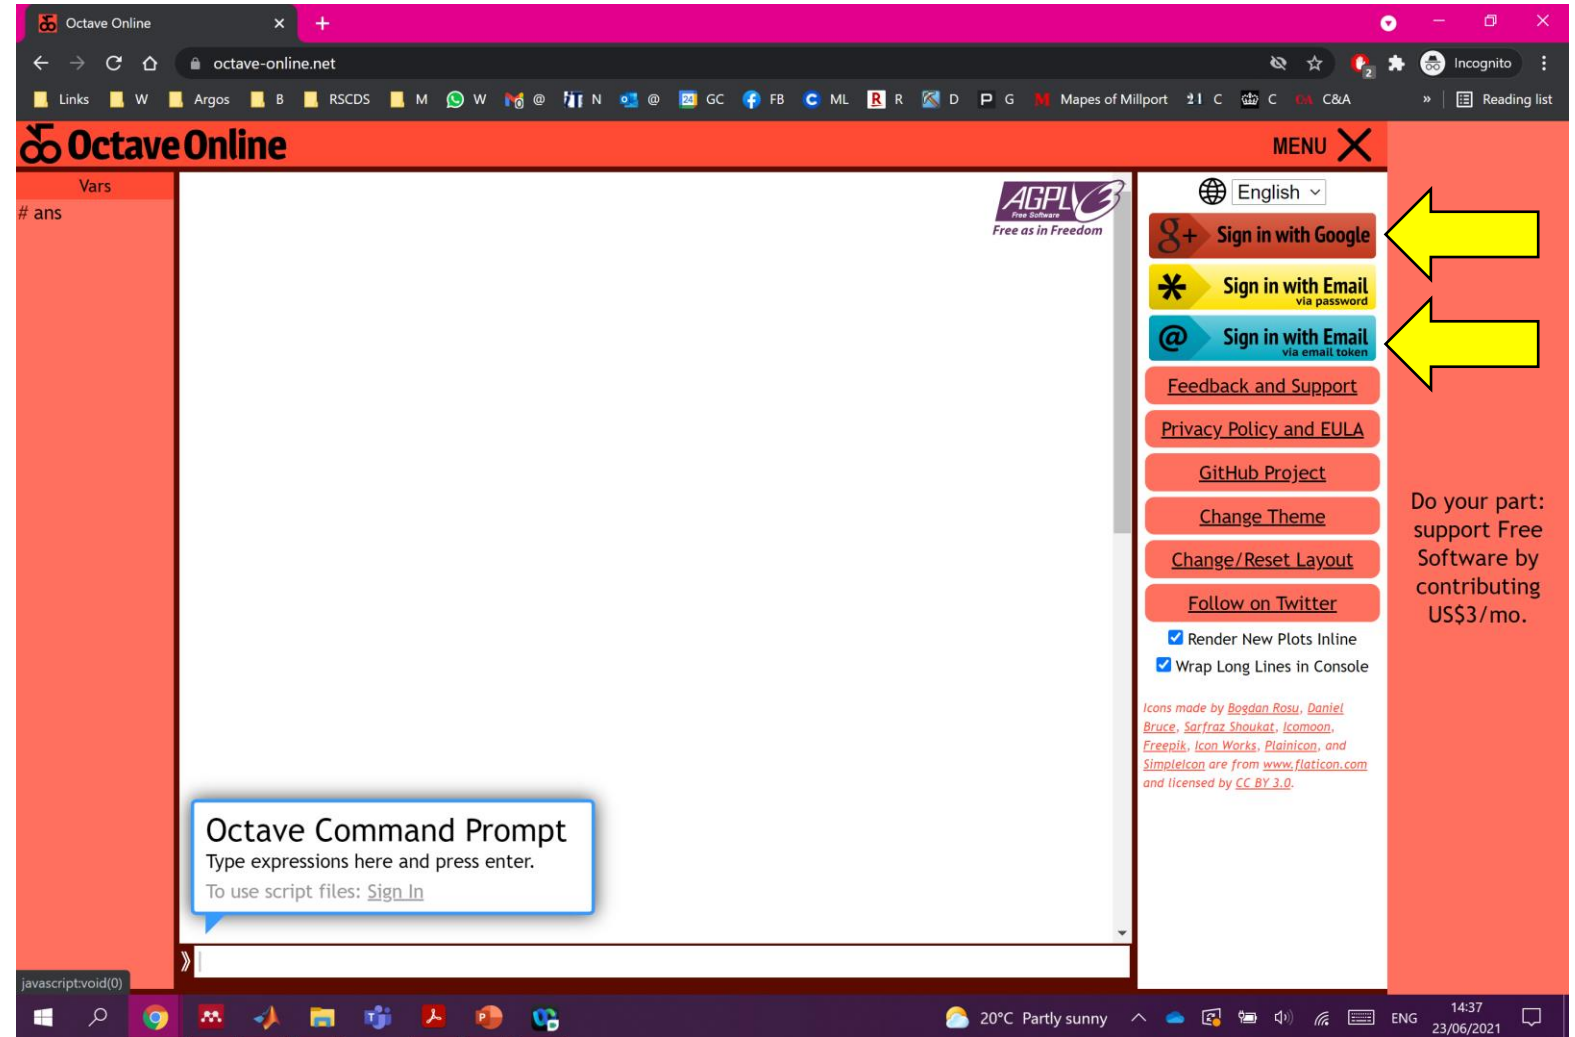 Octave Online
octave-online.net
2
Incognito
Links W Argos B RSCDS M W @ N @ 24 GC FB C ML R R D P G M Mapes of Millport 21 C C CA C&A » Reading list
Octave Online
MENU
Vars
# ans
AGPL v3
Free Software
Free as in Freedom
English
g+ Sign in with Google
* Sign in with Email
via password
@ Sign in with Email
via email token
Feedback and Support
Privacy Policy and EULA
GitHub Project
Change Theme
Change/Reset Layout
Follow on Twitter
Render New Plots Inline
Wrap Long Lines in Console
Icons made by Bogdan Rosu, Daniel
Bruce, Sarfraz Shoukat, Icomoon,
Freepik, Icon Works, Plainicon, and
SimpleIcon are from www.flaticon.com
and licensed by CC BY 3.0.
Do your part:
support Free
Software by
contributing
US$3/mo.
Octave Command Prompt
Type expressions here and press enter.
To use script files: Sign In
»
javascript:void(0)
20°C Partly sunny
ENG
14:37
23/06/2021